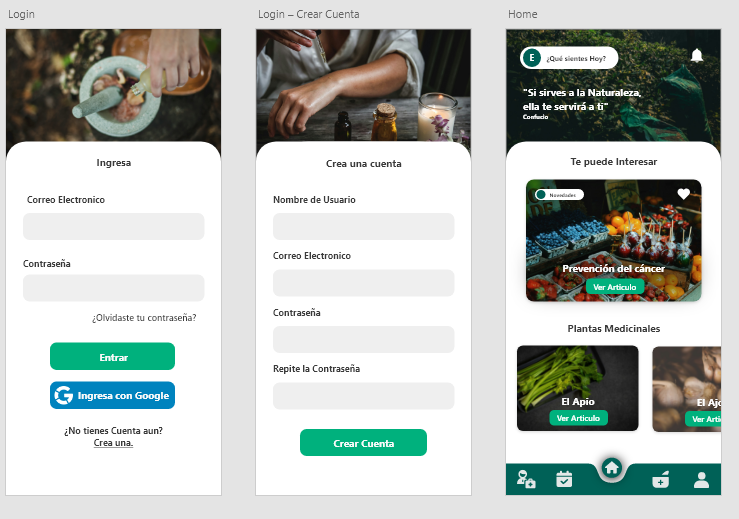 Login
Ingresa
Correo Electronico
Contraseña
¿Olvidaste tu contraseña?
Entrar
G Ingresa con Google
¿No tienes Cuenta aun?
Crea una.
Login – Crear Cuenta
Crea una cuenta
Nombre de Usuario
Correo Electronico
Contraseña
Repite la Contraseña
Crear Cuenta
Home
E ¿Qué sientes Hoy?
"Si sirves a la Naturaleza,
ella te servirá a ti"
Confucio
Te puede Interesar
Novedades
Prevención del cáncer
Ver Articulo
Plantas Medicinales
El Apio
Ver Articulo
El Ajo
Ver Arti